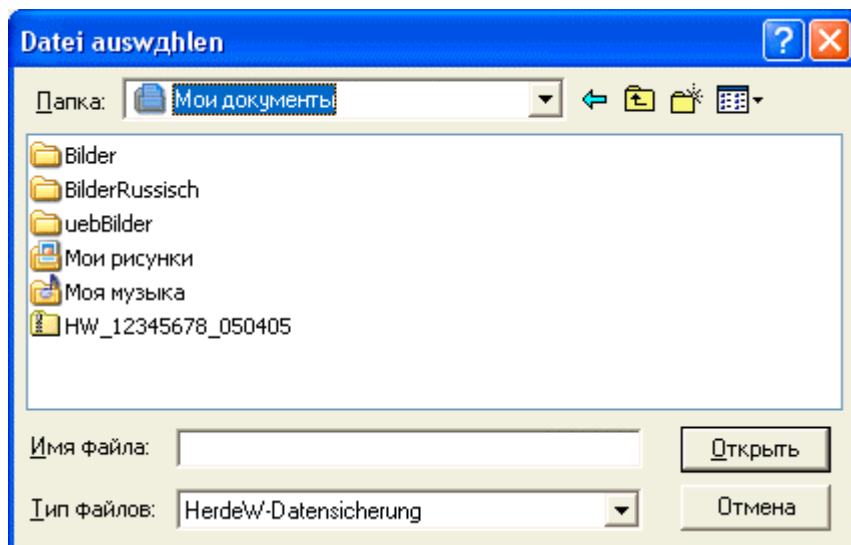 Datei auswдhlen
Папка: Мои документы
Bilder
BilderRussisch
uebBilder
Мои рисунки
Моя музыка
HW_12345678_050405
Имя файла:
Открыть
Тип файлов: HerdeW-Datensicherung
Отмена